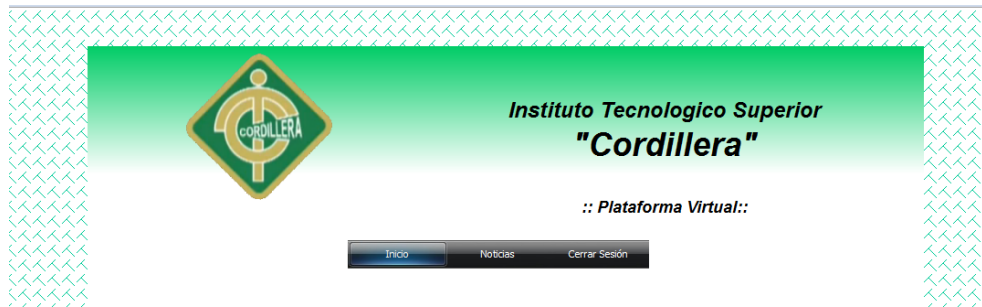 CORDILLERA
Instituto Tecnologico Superior
"Cordillera"
:: Plataforma Virtual::
Inicio Noticias Cerrar Sesión